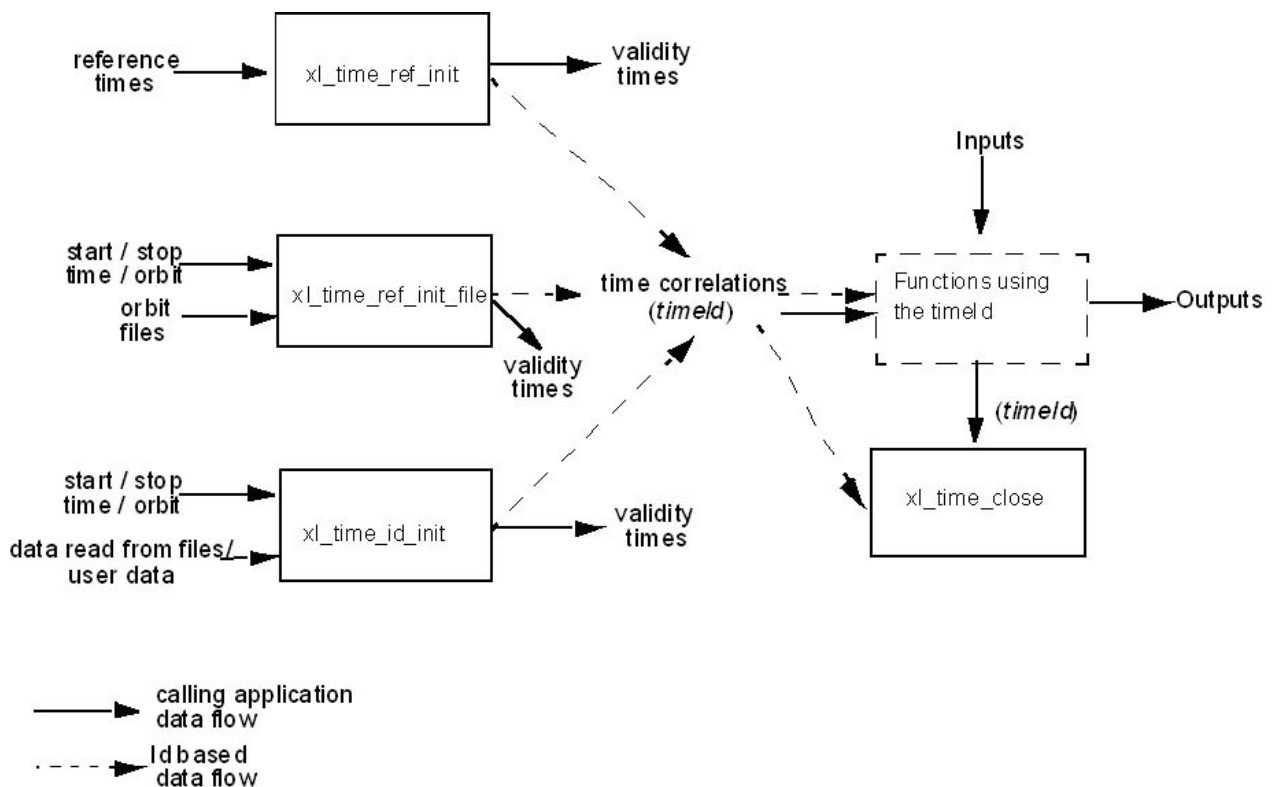 reference
times
xl_time_ref_init
validity
times
Inputs
start / stop
time / orbit
orbit
files
xl_time_ref_init_file
validity
times
time correlations
(timeId)
Functions using
the timeId
Outputs
(timeId)
xl_time_close
start / stop
time / orbit
data read from files/
user data
xl_time_id_init
validity
times
calling application
data flow
Id based
data flow